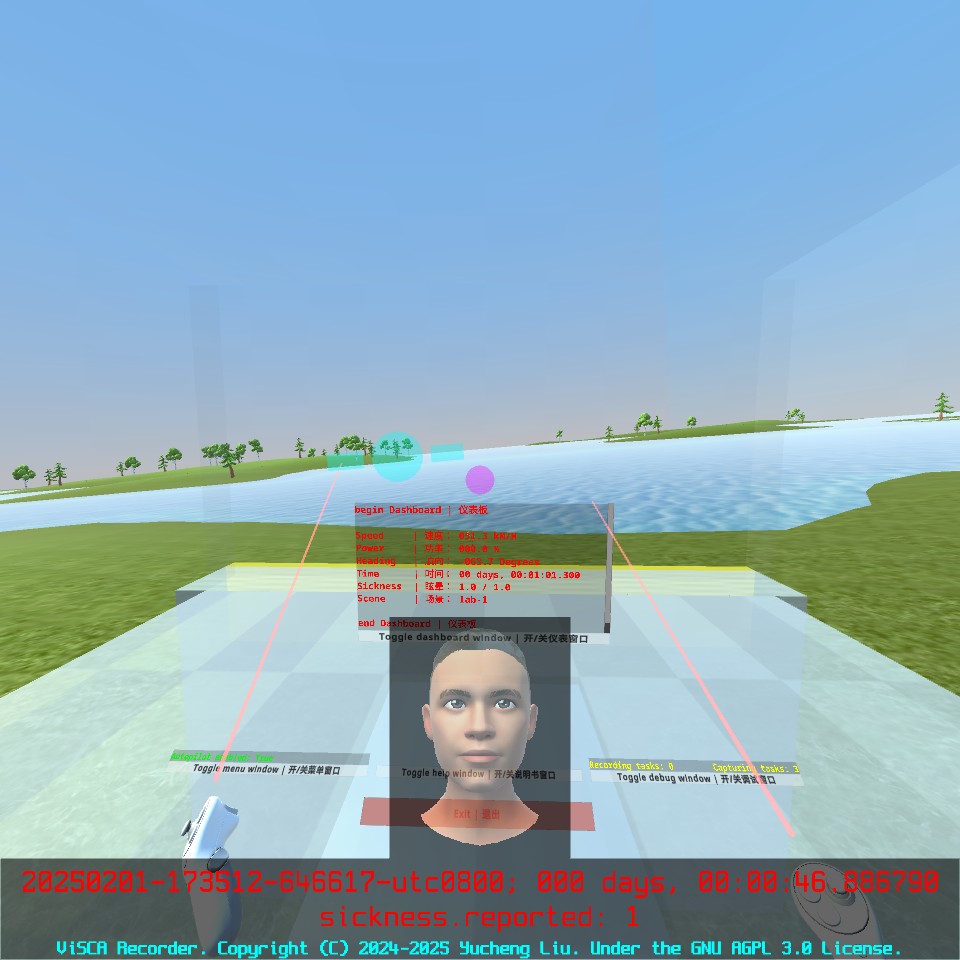 begin Dashboard | 仪表板
Speed | 速度:
Power | 功率: 000.0 %
Heading
Time | 时间: 00 days, 00:01:01.300
Sickness | 眩晕: 1.0 / 1.0
Scene | 场景: lab-1
end Dashboard | 仪表板
Toggle dashboard window | 开/关仪表窗口
Autopilot enabled: True
Toggle menu window | 开/关菜单窗口
Toggle help window | 开/关说明书窗口
Recording tasks: 0 Capturing tasks: 3
Toggle debug window | 开/关调试窗口
Exit | 退出
20250201-173512-646617-utc0800; 000 days, 00:00:46.886790
sickness.reported: 1
ViSCA Recorder. Copyright (C) 2024-2025 Yucheng Liu. Under the GNU AGPL 3.0 License.